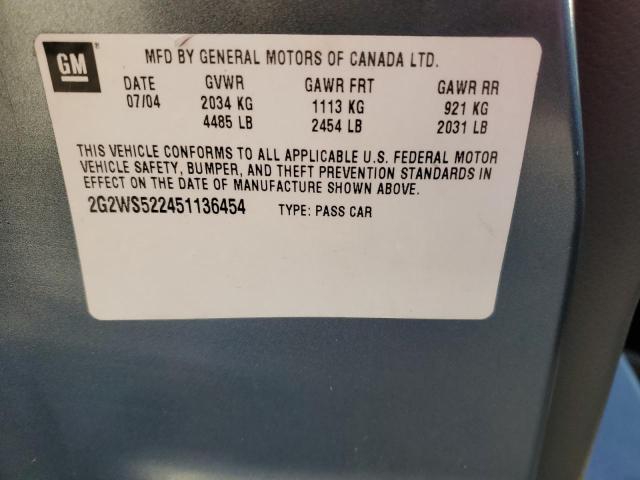 GM
MFD BY GENERAL MOTORS OF CANADA LTD.
DATE GVWR GAWR FRT GAWR RR
07/04 2034 KG 1113 KG 921 KG
4485 LB 2454 LB 2031 LB
THIS VEHICLE CONFORMS TO ALL APPLICABLE U.S. FEDERAL MOTOR
VEHICLE SAFETY, BUMPER, AND THEFT PREVENTION STANDARDS IN
EFFECT ON THE DATE OF MANUFACTURE SHOWN ABOVE.
2G2WS522451136454 TYPE: PASS CAR